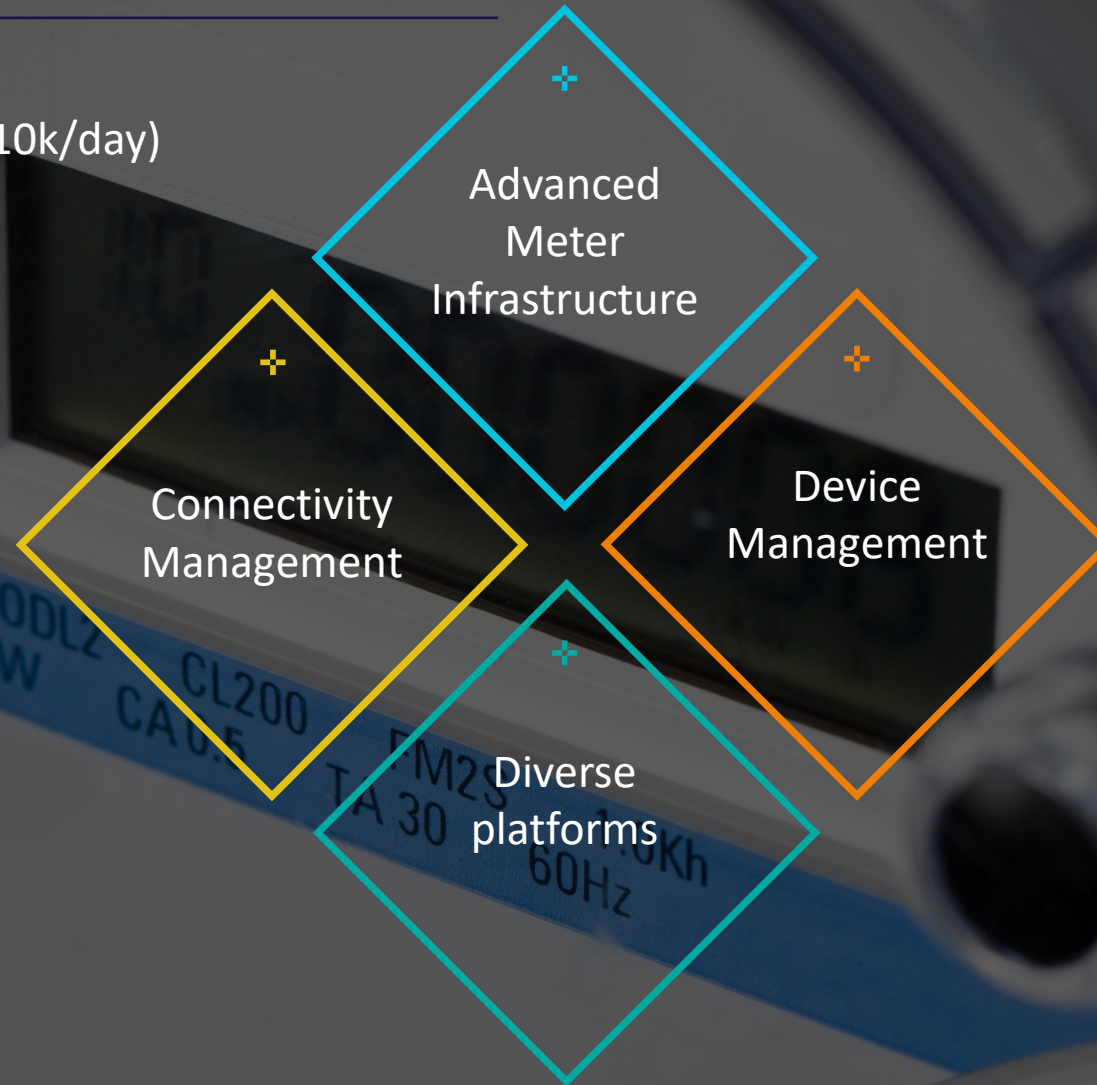 10k/day)
Advanced
Meter
Infrastructure
Connectivity
Management
Device
Management
Diverse
platforms
CL200
CA 0.5
FM2S
TA 30
60Hz